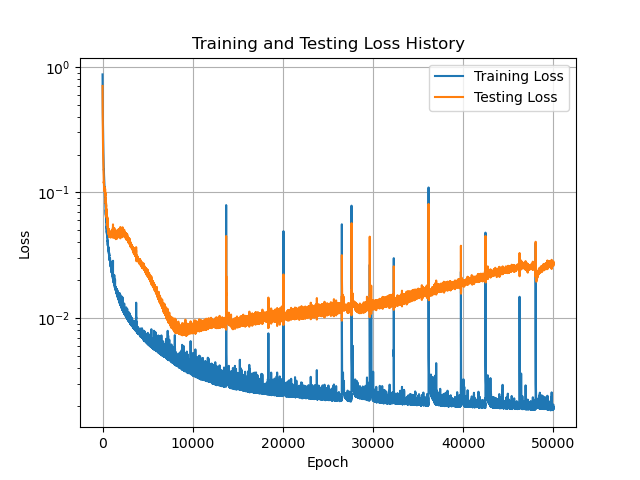 Training and Testing Loss History
Training Loss
Testing Loss
10⁰
10⁻¹
10⁻²
Loss
0 10000 20000 30000 40000 50000
Epoch